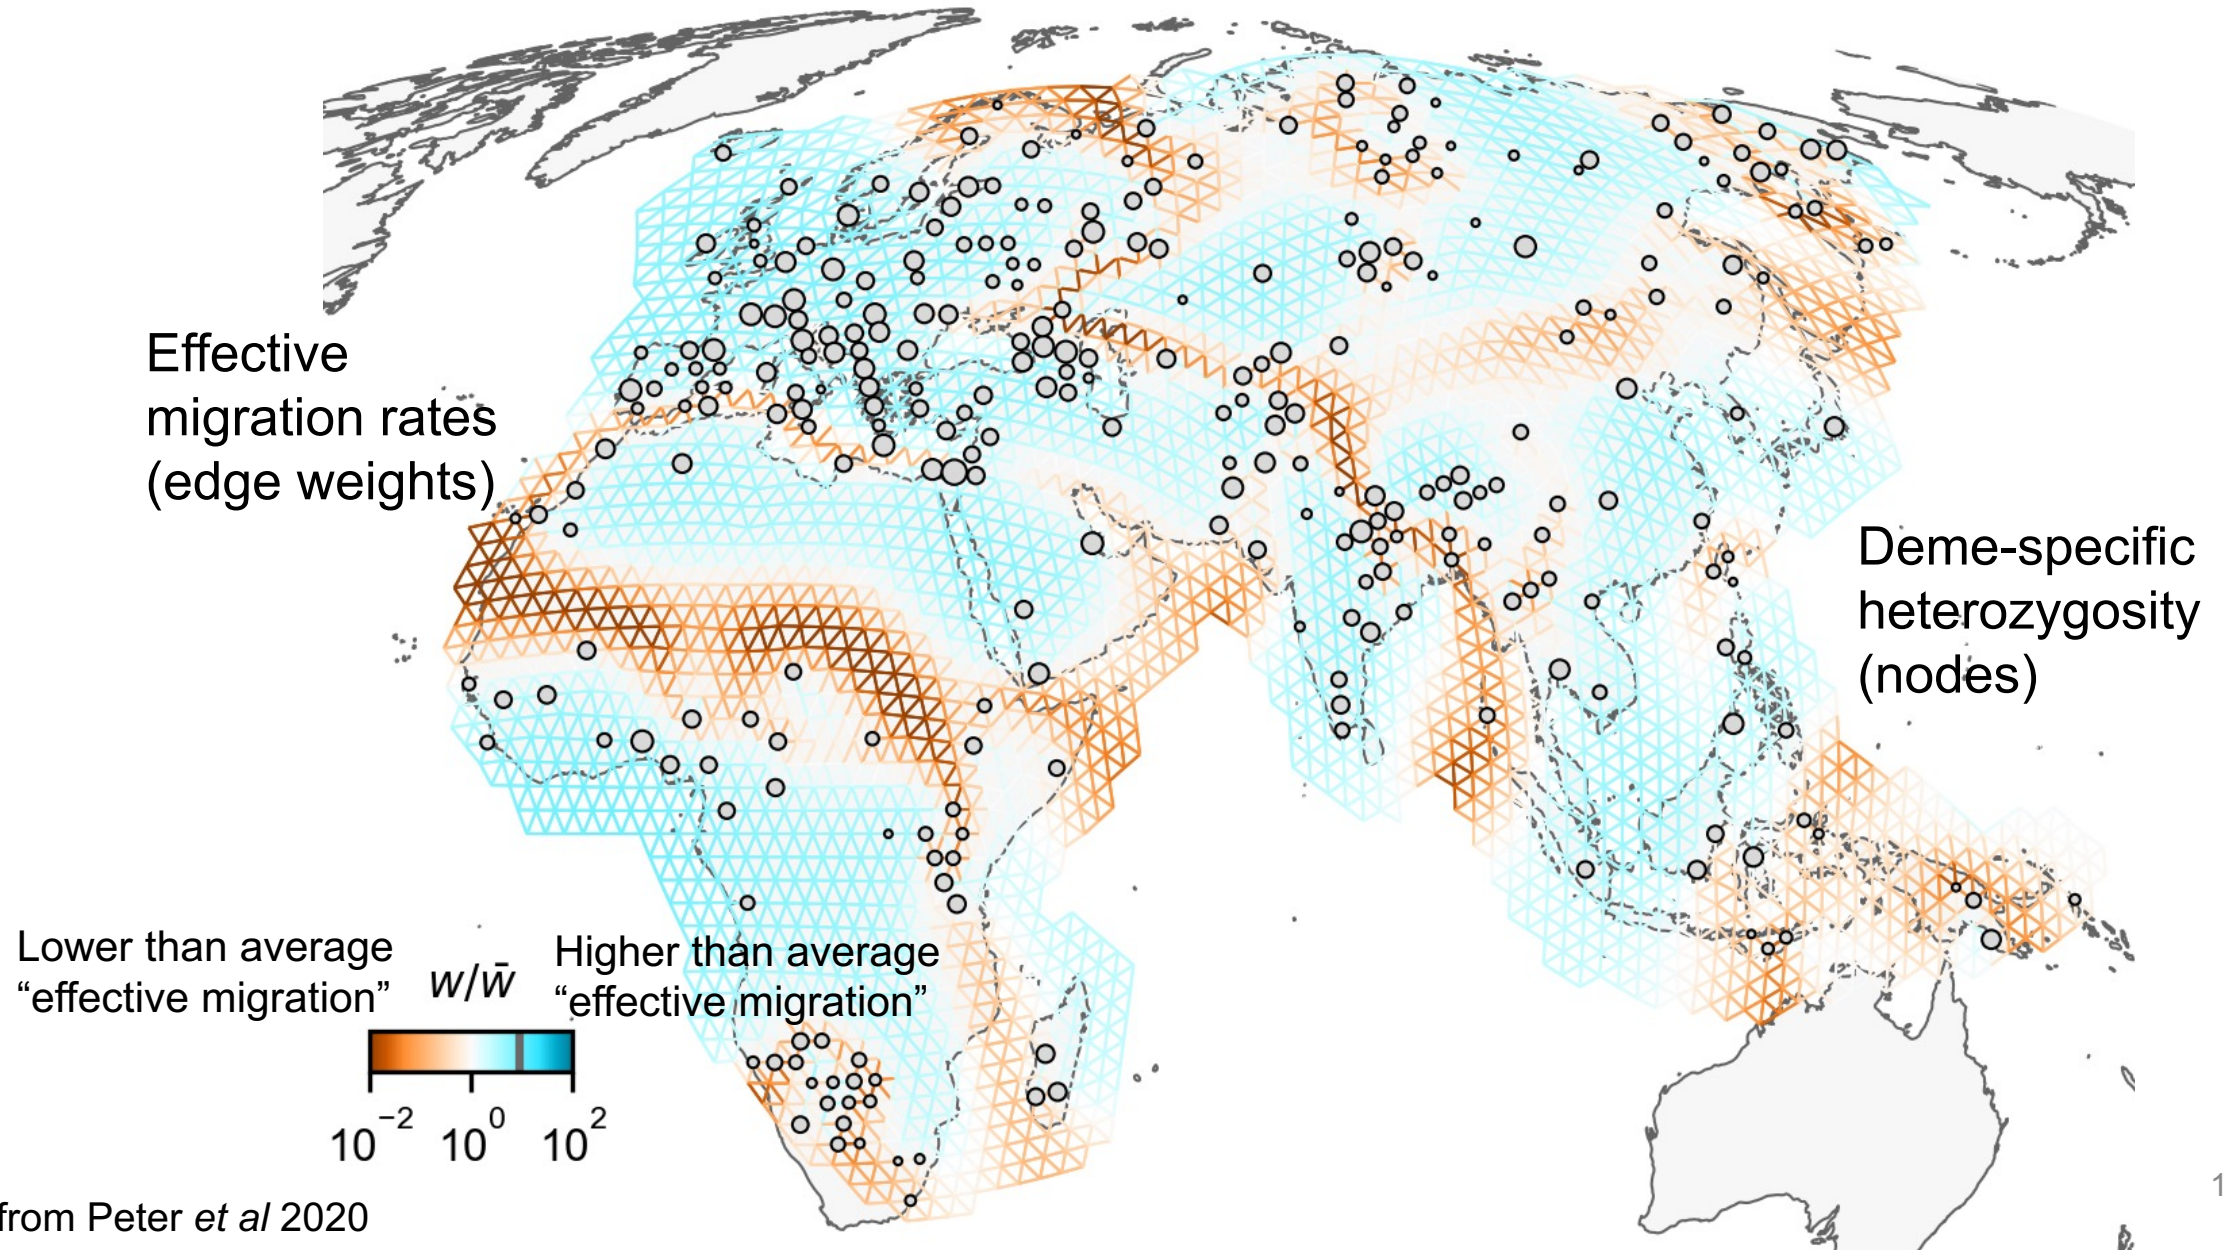 Effective
migration rates
(edge weights)
Deme-specific
heterozygosity
(nodes)
Lower than average
“effective migration”
w/w̄
Higher than average
“effective migration”
10⁻² 10⁰ 10²
from Peter et al 2020
1